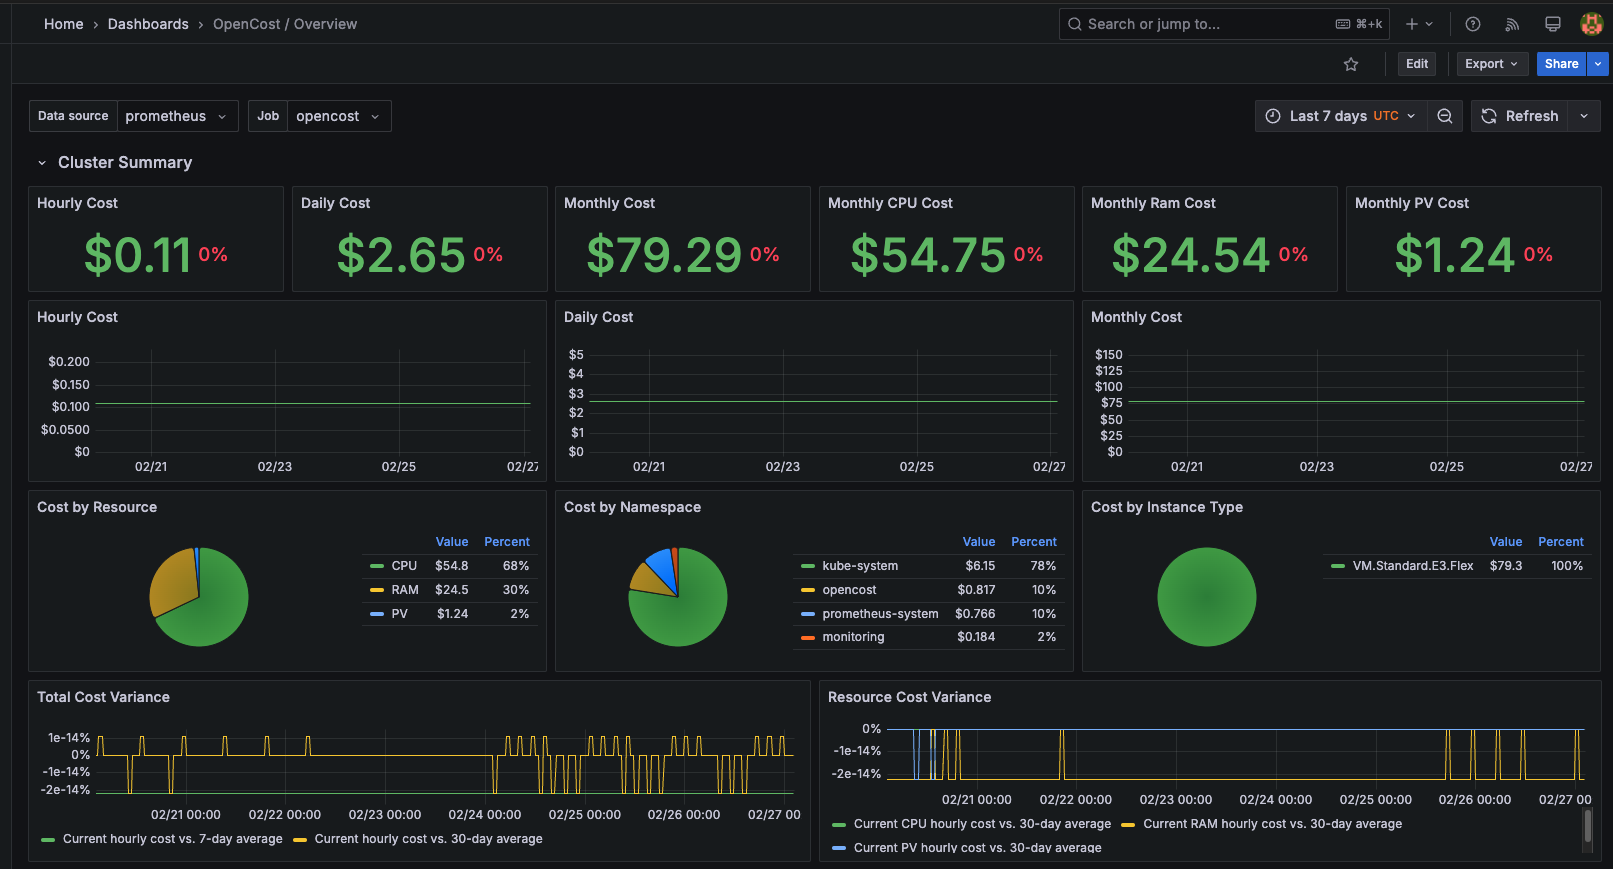 Home › Dashboards › OpenCost / Overview
Search or jump to... ⌘+k
Edit
Export
Share
Data source prometheus
Job opencost
Last 7 days UTC
Refresh
Cluster Summary
Hourly Cost
$0.11 0%
Daily Cost
$2.65 0%
Monthly Cost
$79.29 0%
Monthly CPU Cost
$54.75 0%
Monthly Ram Cost
$24.54 0%
Monthly PV Cost
$1.24 0%
Hourly Cost
$0.200
$0.150
$0.100
$0.0500
$0
02/21 02/23 02/25 02/27
Daily Cost
$5
$4
$3
$2
$1
$0
02/21 02/23 02/25 02/27
Monthly Cost
$150
$125
$100
$75
$50
$25
$0
02/21 02/23 02/25 02/27
Cost by Resource
Value Percent
CPU $54.8 68%
RAM $24.5 30%
PV $1.24 2%
Cost by Namespace
Value Percent
kube-system $6.15 78%
opencost $0.817 10%
prometheus-system $0.766 10%
monitoring $0.184 2%
Cost by Instance Type
Value Percent
VM.Standard.E3.Flex $79.3 100%
Total Cost Variance
1e-14%
0%
-1e-14%
-2e-14%
02/21 00:00 02/22 00:00 02/23 00:00 02/24 00:00 02/25 00:00 02/26 00:00 02/27 00
Current hourly cost vs. 7-day average Current hourly cost vs. 30-day average
Resource Cost Variance
0%
-1e-14%
-2e-14%
02/21 00:00 02/22 00:00 02/23 00:00 02/24 00:00 02/25 00:00 02/26 00:00 02/27 00
Current CPU hourly cost vs. 30-day average Current RAM hourly cost vs. 30-day average
Current PV hourly cost vs. 30-day average